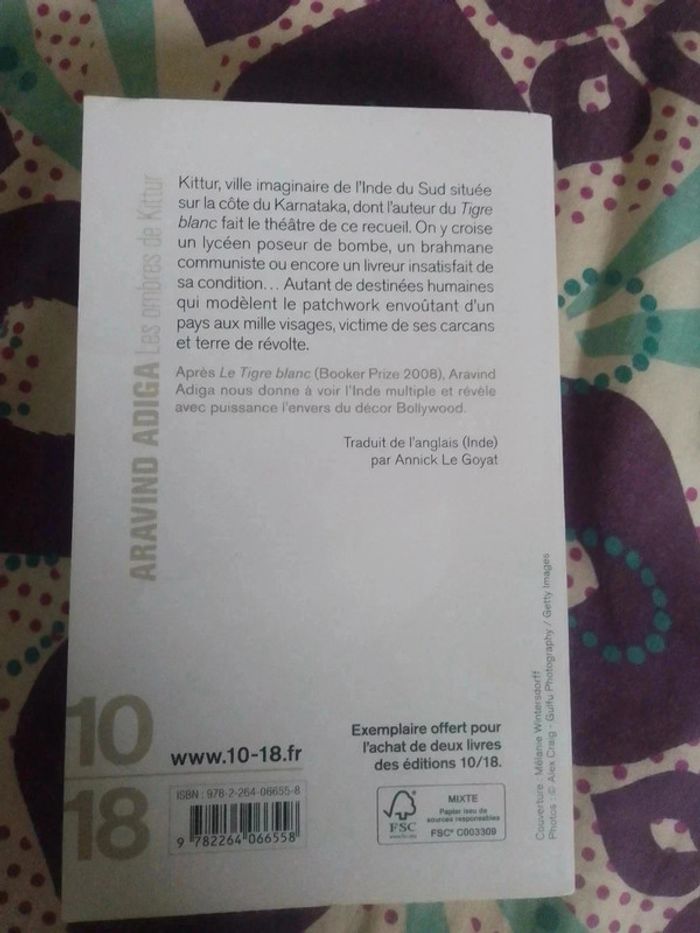 ARAVIND ADIGA Les ombres de Kittur
Kittur, ville imaginaire de l'Inde du Sud située
sur la côte du Karnataka, dont l'auteur du Tigre
blanc fait le théâtre de ce recueil. On y croise
un lycéen poseur de bombe, un brahmane
communiste ou encore un livreur insatisfait de
sa condition... Autant de destinées humaines
qui modèlent le patchwork envoûtant d'un
pays aux mille visages, victime de ses carcans
et terre de révolte.
Après Le Tigre blanc (Booker Prize 2008), Aravind
Adiga nous donne à voir l'Inde multiple et révèle
avec puissance l'envers du décor Bollywood.
Traduit de l'anglais (Inde)
par Annick Le Goyat
Couverture : Mélanie Wintersdorff
Photos : © Alex Craig - Gulfu Photography / Getty Images
10
18
www.10-18.fr
Exemplaire offert pour
l'achat de deux livres
des éditions 10/18.
ISBN : 978-2-264-06655-8
9 782264 066558
FSC
www.fsc.org
MIXTE
Papier issu de
sources responsables
FSC® C003309